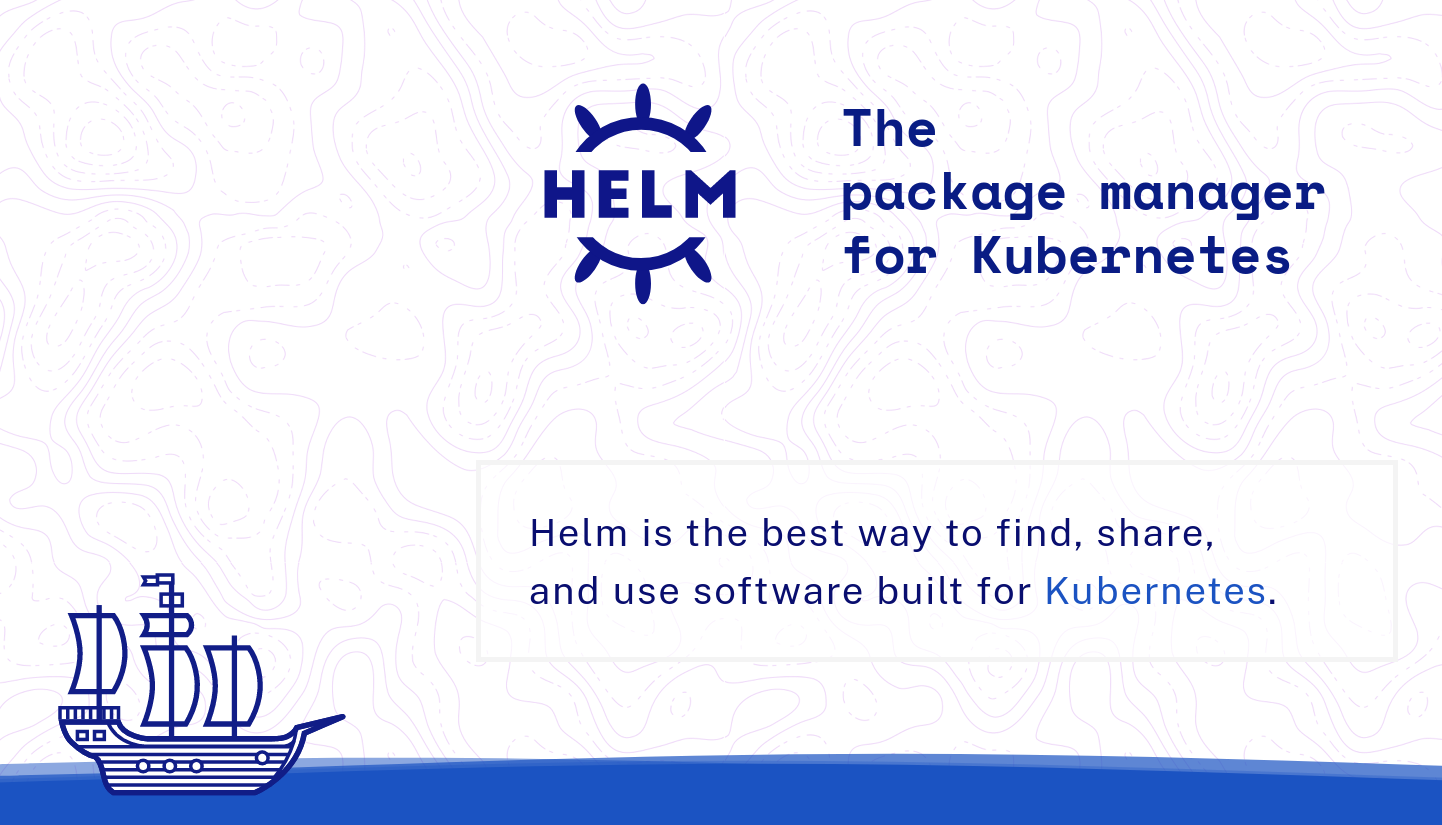 HELM
The
package manager
for Kubernetes
Helm is the best way to find, share,
and use software built for Kubernetes.